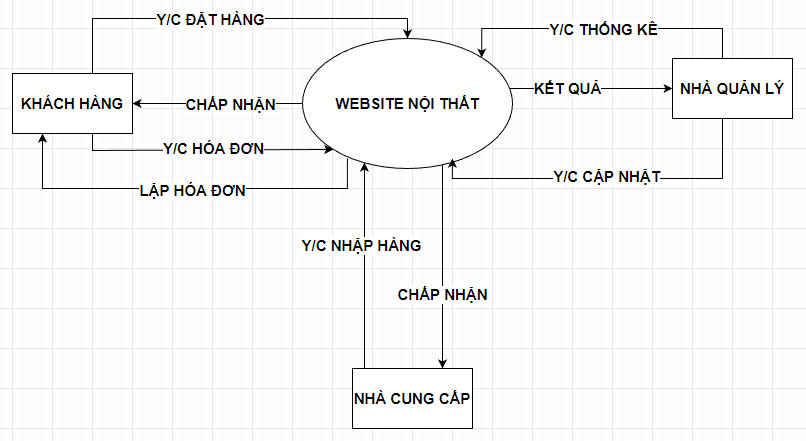 Y/C ĐẶT HÀNG
Y/C THỐNG KÊ
KHÁCH HÀNG
CHẤP NHẬN
WEBSITE NỘI THẤT
KẾT QUẢ
NHÀ QUẢN LÝ
Y/C HÓA ĐƠN
LẬP HÓA ĐƠN
Y/C CẬP NHẬT
Y/C NHẬP HÀNG
CHẤP NHẬN
NHÀ CUNG CẤP